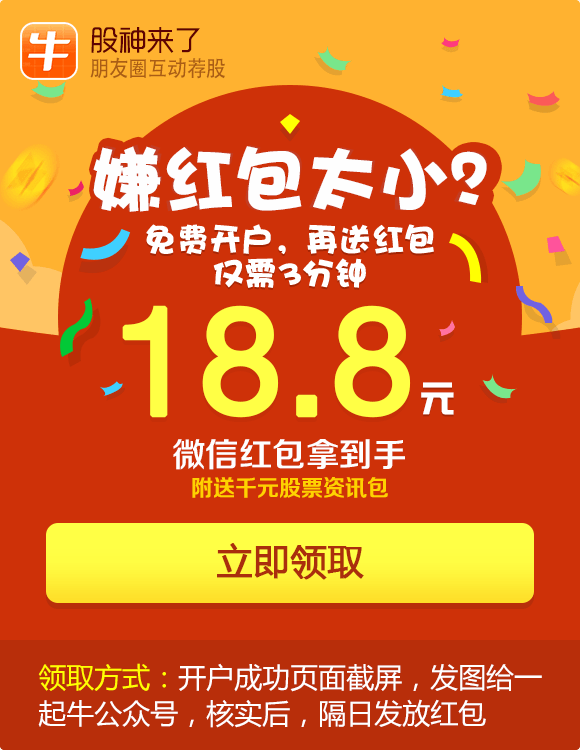 牛
股神来了
朋友圈互动荐股
嫌红包太小?
免费开户，再送红包
仅需3分钟
18.8元
微信红包拿到手
附送千元股票资讯包
立即领取
领取方式：开户成功页面截屏，发图给一
起牛公众号，核实后，隔日发放红包